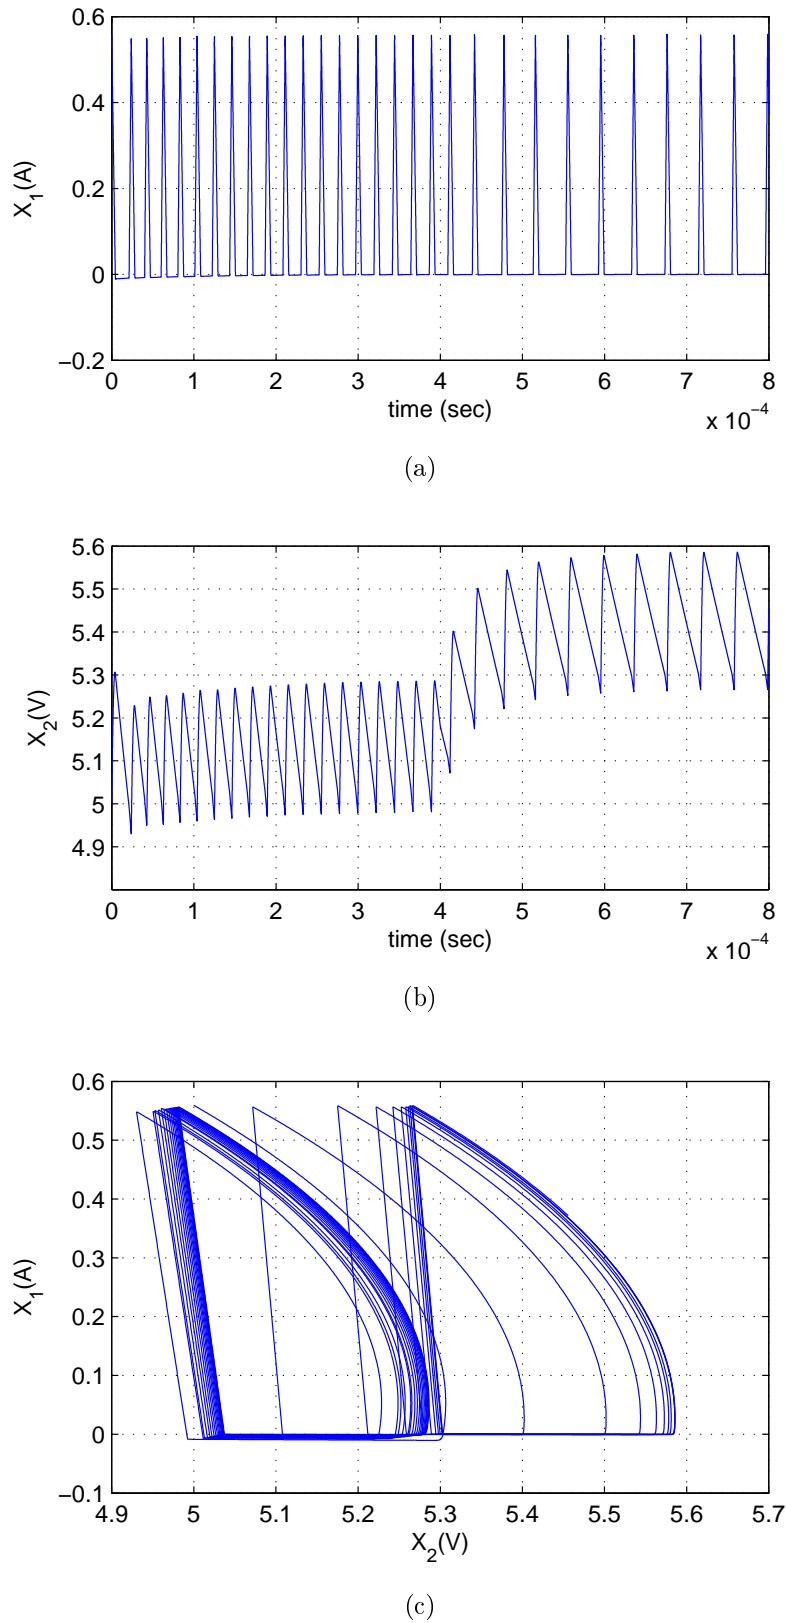 0.6
0.4
0.2
0
−0.2
X1(A)
0 1 2 3 4 5 6 7 8
time (sec)
x 10−4
(a)
5.6
5.5
5.4
5.3
5.2
5.1
5
4.9
X2(V)
0 1 2 3 4 5 6 7 8
time (sec)
x 10−4
(b)
0.6
0.5
0.4
0.3
0.2
0.1
0
−0.1
X1(A)
4.9 5 5.1 5.2 5.3 5.4 5.5 5.6 5.7
X2(V)
(c)